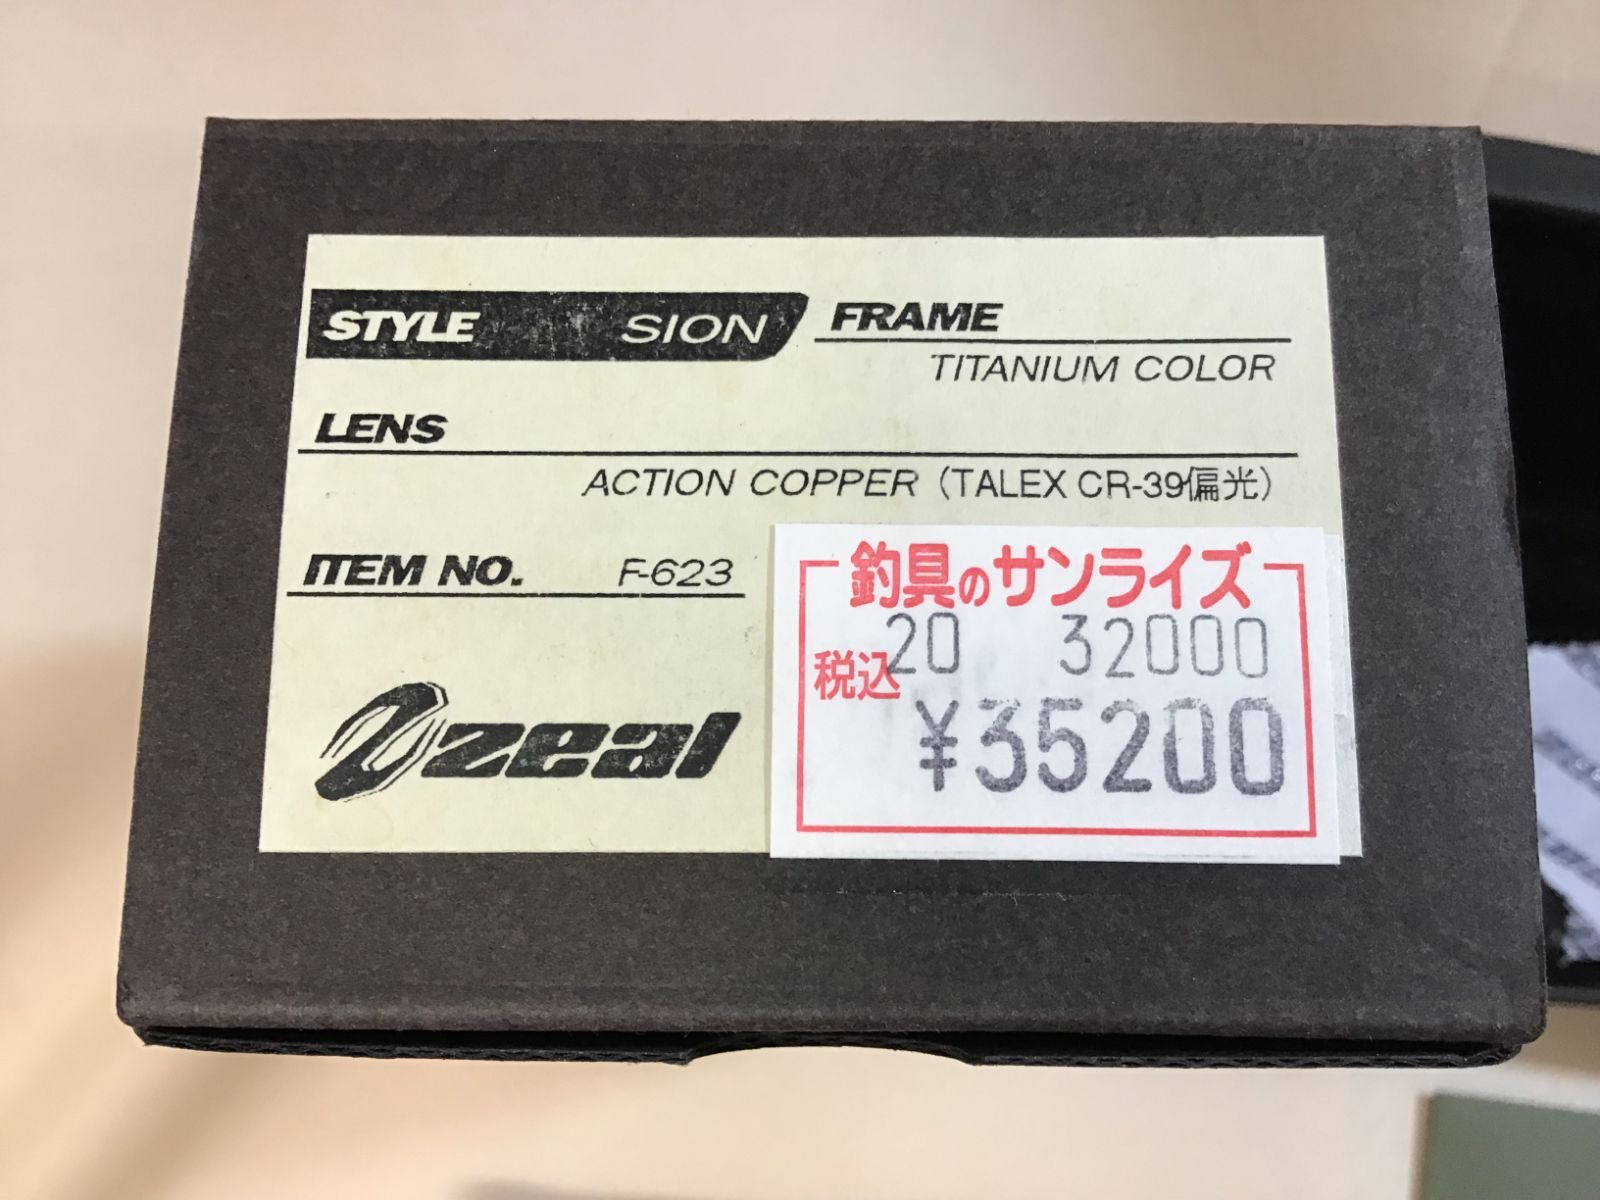 STYLE SION
FRAME
TITANIUM COLOR
LENS
ACTION COPPER (TALEX CR-39偏光)
ITEM NO. F-623
zeal
釣具のサンライズ
20 32000
税込
¥35200